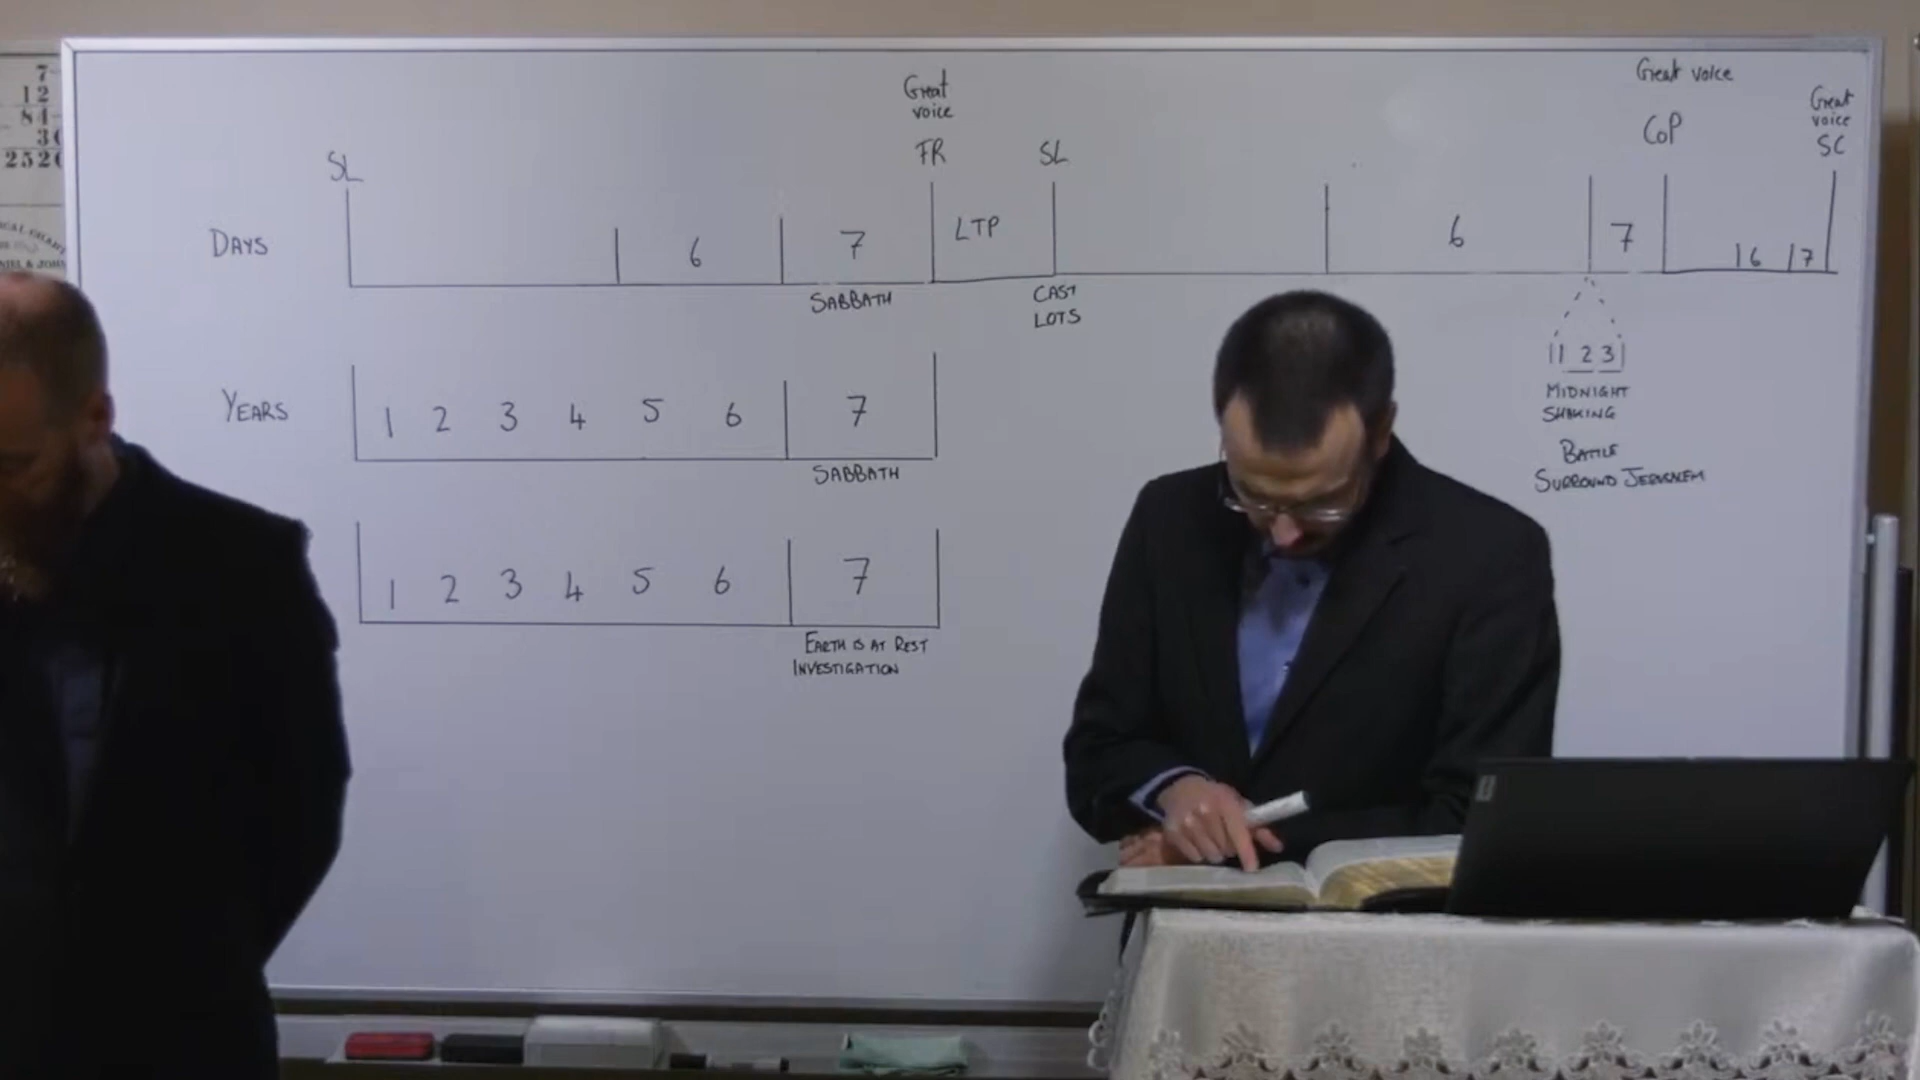 7
12
84
30
2520
Great voice
Great
voice
Great
voice
CoP
SC
FR
SL
SL
DAYS
6
7
LTP
6
7
16 17
SABBATH
CAST
LOTS
1 2 3
MIDNIGHT
SHAKING
BATTLE
SURROUND JERUSALEM
YEARS
1 2 3 4 5 6 7
SABBATH
1 2 3 4 5 6 7
EARTH IS AT REST
INVESTIGATION